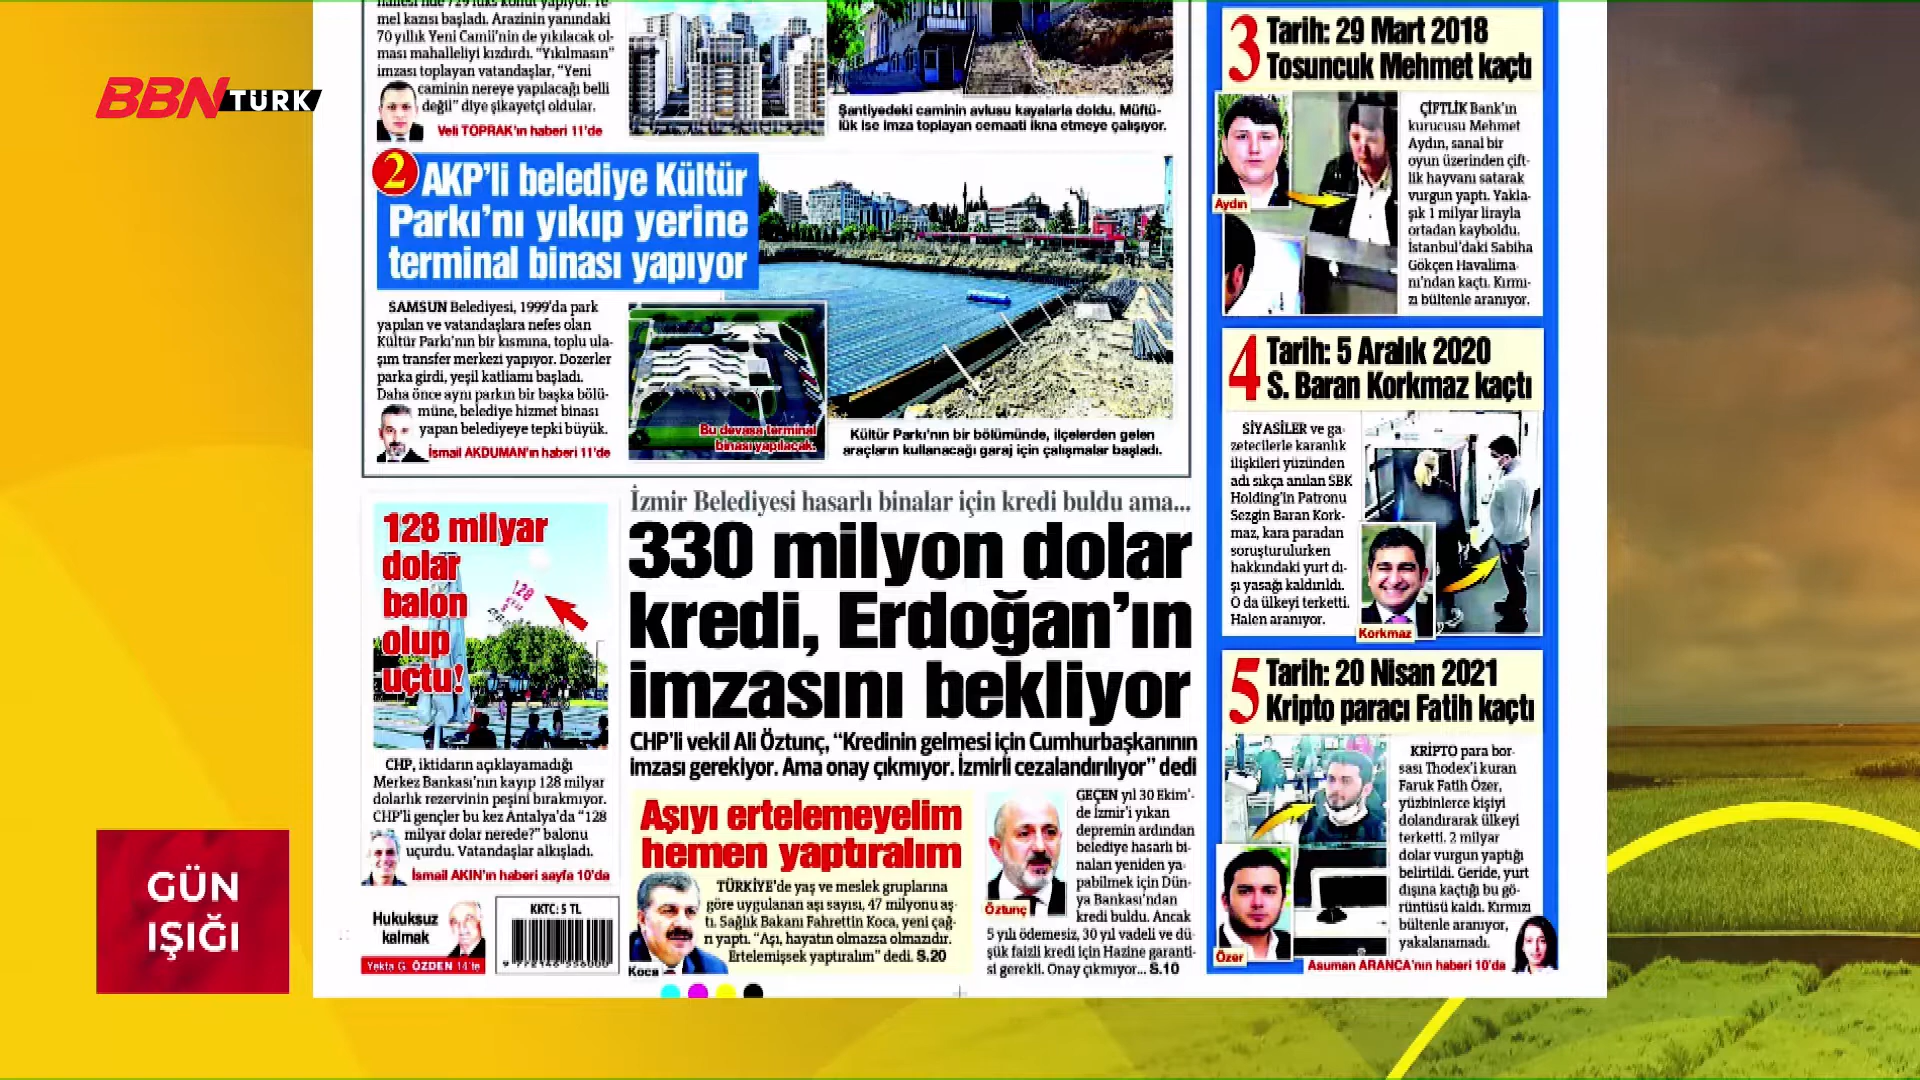 BBN TÜRK
GÜN
IŞIĞI
mel kazısı başladı. Arazinin yanındaki
70 yıllık Yeni Camii'nin de yıkılacak ol-
ması mahalleliyi kızdırdı. “Yıkılmasın”
imzası toplayan vatandaşlar, “Yeni
caminin nereye yapılacağı belli
değil” diye şikayetçi oldular.
Veli TOPRAK'ın haberi 11'de
Şantiyedeki caminin avlusu kayalarla doldu. Müftü-
lük ise imza toplayan cemaati ikna etmeye çalışıyor.
2 AKP'li belediye Kültür
Parkı'nı yıkıp yerine
terminal binası yapıyor
SAMSUN Belediyesi, 1999'da park
yapılan ve vatandaşlara nefes olan
Kültür Parkı'nın bir kısmına, toplu ula-
şım transfer merkezi yapıyor. Dozerler
parka girdi, yeşil katliamı başladı.
Daha önce aynı parkın bir başka bölü-
müne, belediye hizmet binası
yapan belediyeye tepki büyük.
İsmail AKDUMAN'ın haberi 11'de
Bu devasa terminal
binası yapılacak.
Kültür Parkı'nın bir bölümünde, ilçelerden gelen
araçların kullanacağı garaj için çalışmalar başladı.
128 milyar
dolar
balon
olup
uçtu!
128
CHP, iktidarın açıklayamadığı
Merkez Bankası'nın kayıp 128 milyar
dolarlık rezervinin peşini bırakmıyor.
CHP'li gençler bu kez Antalya'da “128
milyar dolar nerede?” balonu
uçurdu. Vatandaşlar alkışladı.
İsmail AKIN'ın haberi sayfa 10'da
Hukuksuz
kalmak
Yekta G. ÖZDEN 14'te
KKTC: 5 TL
İzmir Belediyesi hasarlı binalar için kredi buldu ama...
330 milyon dolar
kredi, Erdoğan'ın
imzasını bekliyor
CHP'li vekil Ali Öztunç, “Kredinin gelmesi için Cumhurbaşkanının
imzası gerekiyor. Ama onay çıkmıyor. İzmirli cezalandırılıyor” dedi
Aşıyı ertelemeyelim
hemen yaptıralım
TÜRKİYE'de yaş ve meslek gruplarına
göre uygulanan aşı sayısı, 47 milyonu aş-
tı. Sağlık Bakanı Fahrettin Koca, yeni çağ-
rı yaptı. “Aşı, hayatın olmazsa olmazıdır.
Ertelemişsek yaptıralım” dedi. S.20
Koca
Öztunç
GEÇEN yıl 30 Ekim'-
de İzmir'i yıkan
depremin ardından
belediye hasarlı bi-
naları yeniden ya-
pabilmek için Dün-
ya Bankası'ndan
kredi buldu. Ancak
5 yılı ödemesiz, 30 yıl vadeli ve dü-
şük faizli kredi için Hazine garanti-
si gerekli. Onay çıkmıyor... S.10
3 Tarih: 29 Mart 2018
Tosuncuk Mehmet kaçtı
Aydın
ÇİFTLİK Bank'ın
kurucusu Mehmet
Aydın, sanal bir
oyun üzerinden çift-
lik hayvanı satarak
vurgun yaptı. Yakla-
şık 1 milyar lirayla
ortadan kayboldu.
İstanbul'daki Sabiha
Gökçen Havalima-
nı'ndan kaçtı. Kırmı-
zı bültenle aranıyor.
4 Tarih: 5 Aralık 2020
S. Baran Korkmaz kaçtı
SİYASİLER ve ga-
zetecilerle karanlık
ilişkileri yüzünden
adı sıkça anılan SBK
Holding'in Patronu
Sezgin Baran Kork-
maz, kara paradan
soruşturulurken
hakkındaki yurt dı-
şı yasağı kaldırıldı.
O da ülkeyi terketti.
Halen aranıyor.
Korkmaz
5 Tarih: 20 Nisan 2021
Kripto paracı Fatih kaçtı
KRİPTO para bor-
sası Thodex'i kuran
Faruk Fatih Özer,
yüzbinlerce kişiyi
dolandırarak ülkeyi
terketti. 2 milyar
dolar vurgun yaptığı
belirtildi. Geride, yurt
dışına kaçtığı bu gö-
rüntüsü kaldı. Kırmızı
bültenle aranıyor,
yakalanamadı.
Özer
Asuman ARANCA'nın haberi 10'da